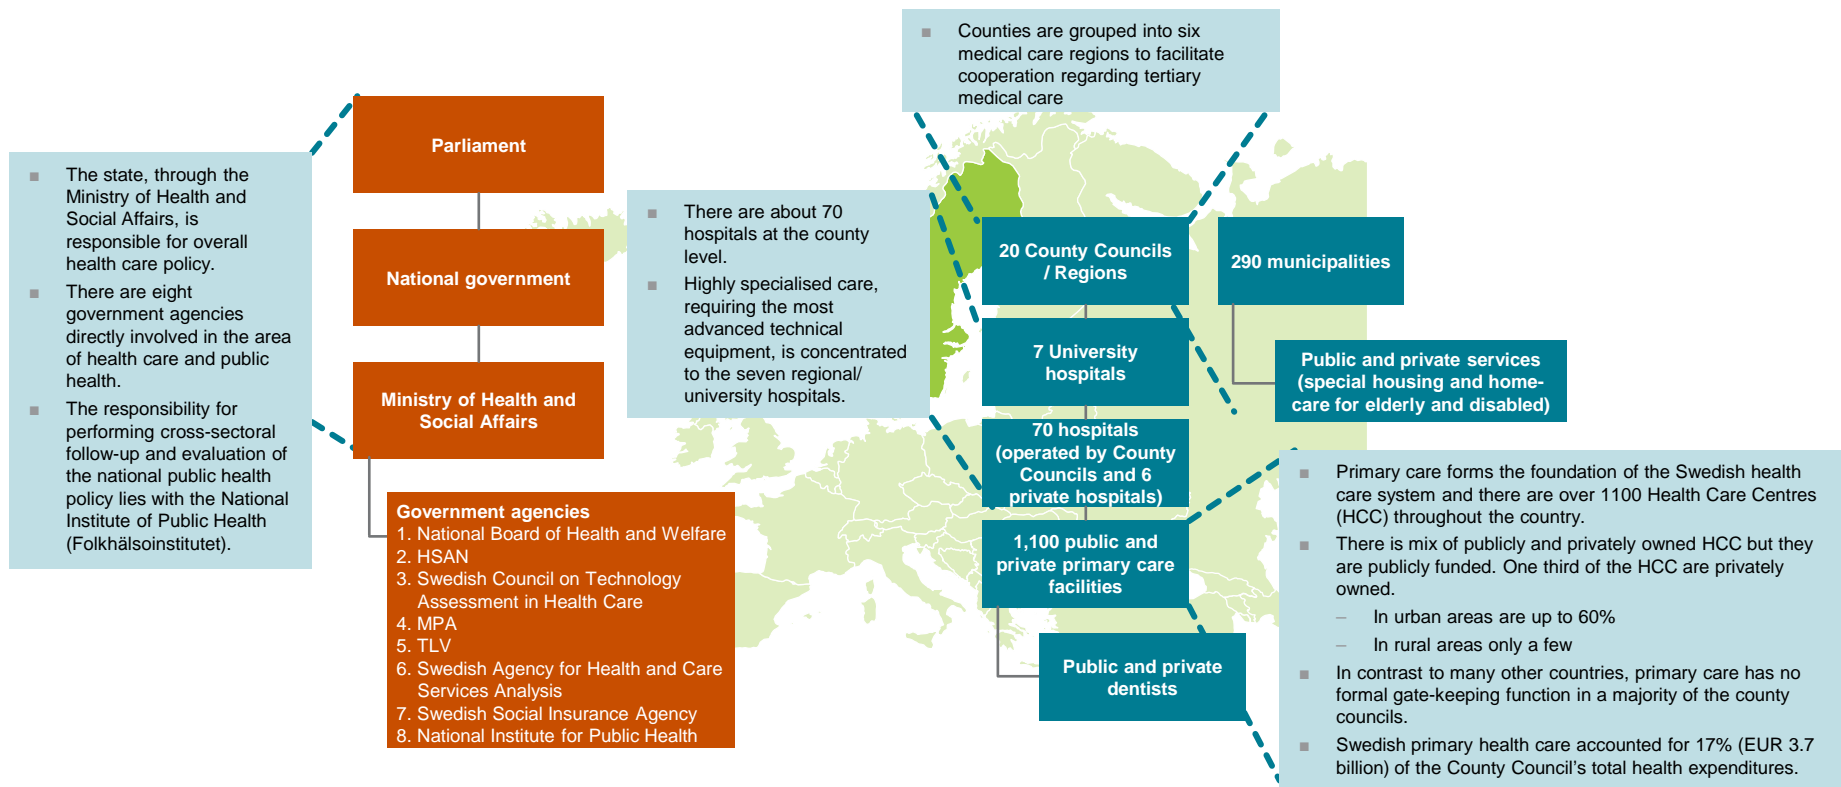 Counties are grouped into six
medical care regions to facilitate
cooperation regarding tertiary
medical care
Parliament
National government
Ministry of Health and
Social Affairs
Government agencies
1. National Board of Health and Welfare
2. HSAN
3. Swedish Council on Technology
Assessment in Health Care
4. MPA
5. TLV
6. Swedish Agency for Health and Care
Services Analysis
7. Swedish Social Insurance Agency
8. National Institute for Public Health
The state, through the
Ministry of Health and
Social Affairs, is
responsible for overall
health care policy.
There are eight
government agencies
directly involved in the area
of health care and public
health.
The responsibility for
performing cross-sectoral
follow-up and evaluation of
the national public health
policy lies with the National
Institute of Public Health
(Folkhälsoinstitutet).
There are about 70
hospitals at the county
level.
Highly specialised care,
requiring the most
advanced technical
equipment, is concentrated
to the seven regional/
university hospitals.
20 County Councils
/ Regions
7 University
hospitals
70 hospitals
(operated by County
Councils and 6
private hospitals)
1,100 public and
private primary care
facilities
Public and private
dentists
290 municipalities
Public and private services
(special housing and home-
care for elderly and disabled)
Primary care forms the foundation of the Swedish health
care system and there are over 1100 Health Care Centres
(HCC) throughout the country.
There is mix of publicly and privately owned HCC but they
are publicly funded. One third of the HCC are privately
owned.
– In urban areas are up to 60%
– In rural areas only a few
In contrast to many other countries, primary care has no
formal gate-keeping function in a majority of the county
councils.
Swedish primary health care accounted for 17% (EUR 3.7
billion) of the County Council's total health expenditures.